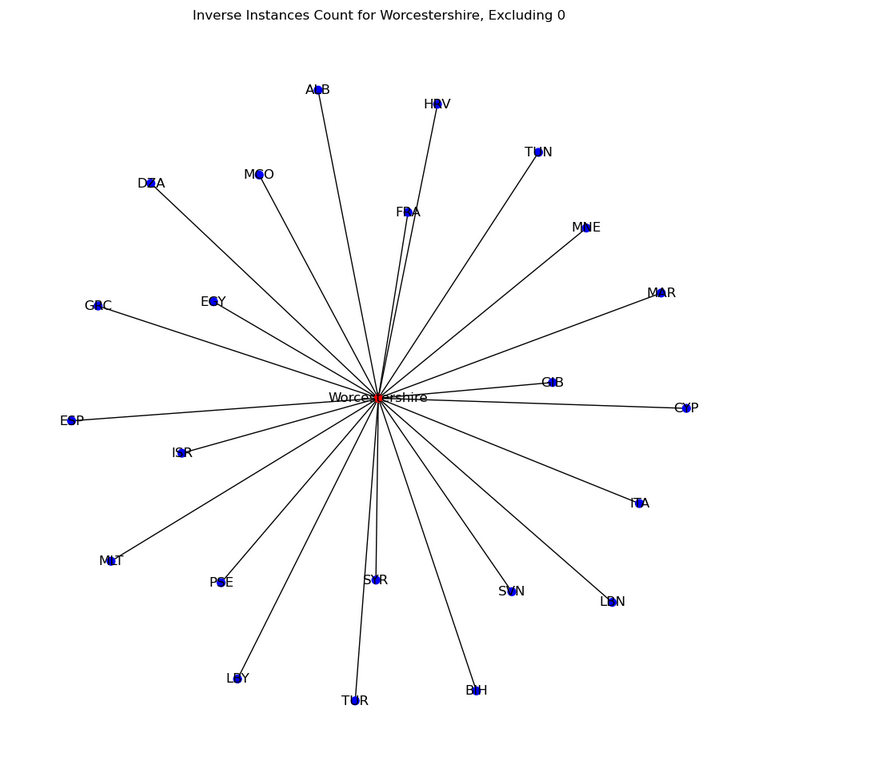 Inverse Instances Count for Worcestershire, Excluding 0
ALB
HRV
TUN
MCO
DZA
FRA
MNE
MAR
EGY
GRC
GIB
Worcestershire
CYP
ESP
ISR
ITA
MLT
SYR
PSE
SVN
LBN
LBY
BIH
TUR